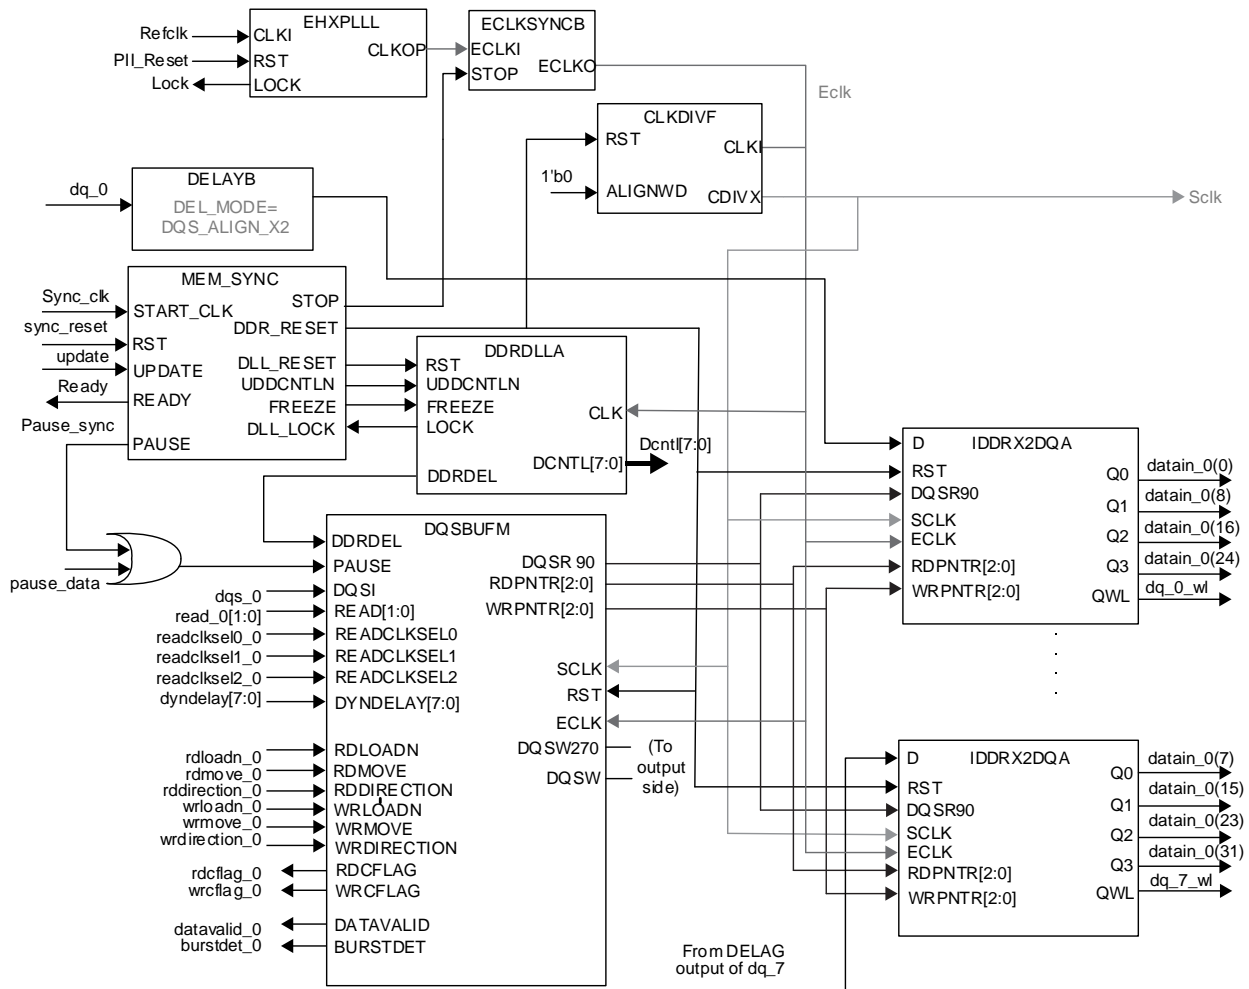 EHXPLLL
Refclk
CLKI
CLKOP
Pll_Reset
RST
Lock
LOCK
ECLKSYNCB
ECLKI
ECLKO
STOP
Eclk
CLKDIVF
RST
CLKI
1'b0
ALIGNWD
CDIVX
Sclk
dq_0
DELAYB
DEL_MODE=
DQS_ALIGN_X2
MEM_SYNC
Sync_clk
START_CLK
sync_reset
RST
update
UPDATE
Ready
READY
Pause_sync
PAUSE
STOP
DDR_RESET
DLL_RESET
UDDCNTLN
FREEZE
DLL_LOCK
DDRDLLA
RST
UDDCNTLN
FREEZE
LOCK
CLK
DCNTL[7:0]
Dcntl[7:0]
DDRDEL
pause_data
DQSBUFM
DDRDEL
PAUSE
dqs_0
DQSI
read_0[1:0]
READ[1:0]
readclksel0_0
READCLKSEL0
readclksel1_0
READCLKSEL1
readclksel2_0
READCLKSEL2
dyndelay[7:0]
DYNDELAY[7:0]
rdloadn_0
RDLOADN
rdmove_0
RDMOVE
rddirection_0
RDDIRECTION
wrloadn_0
WRLOADN
wrmove_0
WRMOVE
wrdirection_0
WRDIRECTION
rdcflag_0
RDCFLAG
wrcflag_0
WRCFLAG
datavalid_0
DATAVALID
burstdet_0
BURSTDET
DQSR 90
RDPNTR[2:0]
WRPNTR[2:0]
SCLK
RST
ECLK
DQSW270
DQSW
(To
output
side)
IDDRX2DQA
D
RST
DQSR90
SCLK
ECLK
RDPNTR[2:0]
WRPNTR[2:0]
Q0
datain_0(0)
Q1
datain_0(8)
Q2
datain_0(16)
Q3
datain_0(24)
QWL
dq_0_wl
IDDRX2DQA
D
RST
DQSR90
SCLK
ECLK
RDPNTR[2:0]
WRPNTR[2:0]
Q0
datain_0(7)
Q1
datain_0(15)
Q2
datain_0(23)
Q3
datain_0(31)
QWL
dq_7_wl
From DELAG
output of dq_7